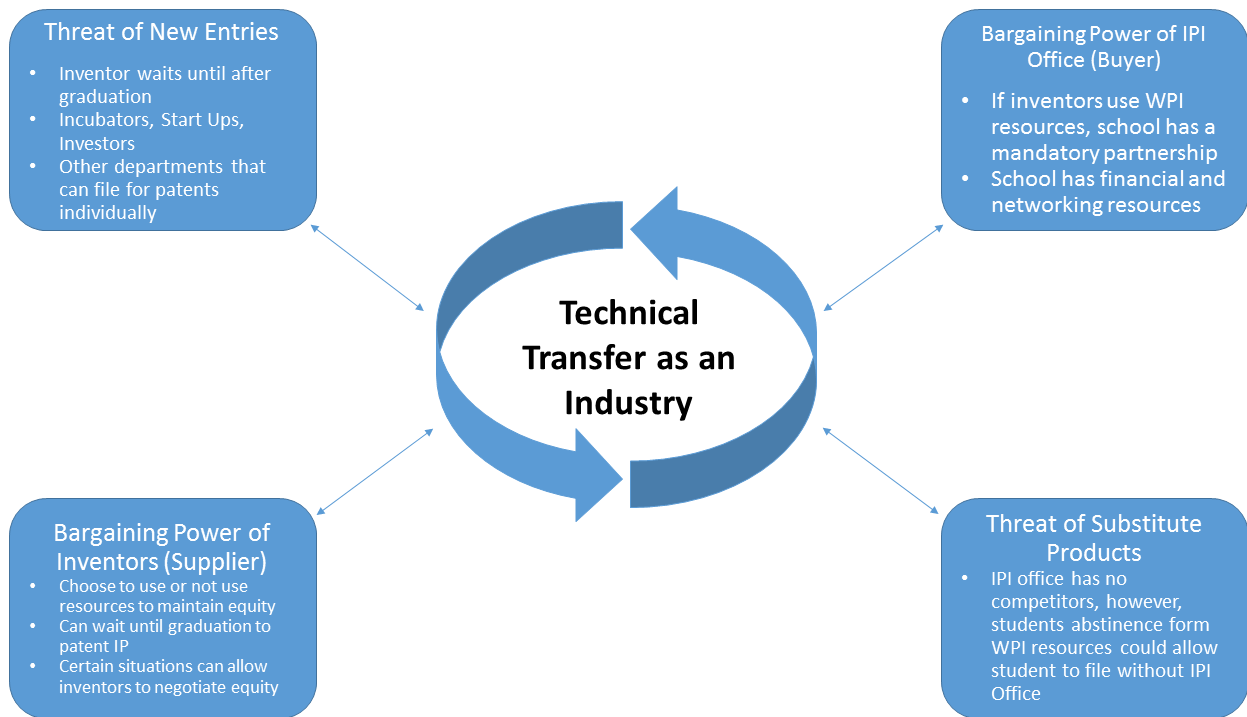 Threat of New Entries
• Inventor waits until after
graduation
• Incubators, Start Ups,
Investors
• Other departments that
can file for patents
individually
Bargaining Power of IPI
Office (Buyer)
• If inventors use WPI
resources, school has a
mandatory partnership
• School has financial and
networking resources
Technical
Transfer as an
Industry
Bargaining Power of
Inventors (Supplier)
• Choose to use or not use
resources to maintain equity
• Can wait until graduation to
patent IP
• Certain situations can allow
inventors to negotiate equity
Threat of Substitute
Products
• IPI office has no
competitors, however,
students abstinence form
WPI resources could allow
student to file without IPI
Office